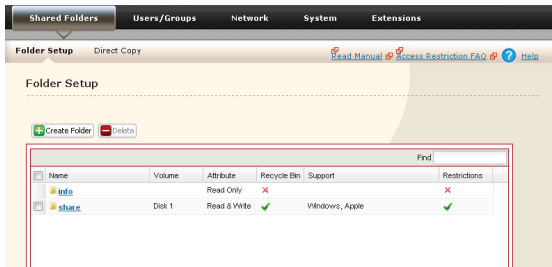 Shared Folders Users/Groups Network System Extensions
Folder Setup Direct Copy Read Manual Access Restriction FAQ ? Help
Folder Setup
Create Folder Delete
Find
Name Volume Attribute Recycle Bin Support Restrictions
info Read Only
share Disk 1 Read & Write Windows, Apple